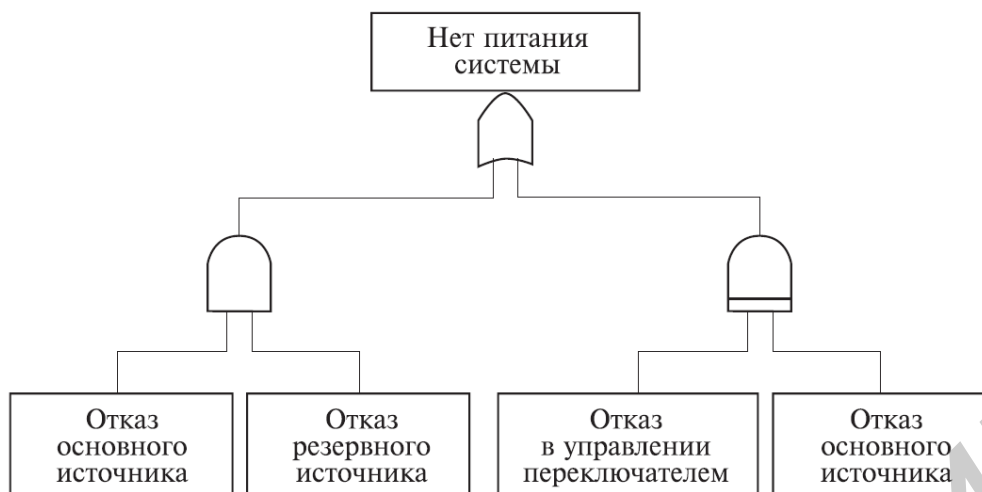 Нет питания
системы
Отказ
основного
источника
Отказ
резервного
источника
Отказ
в управлении
переключателем
Отказ
основного
источника